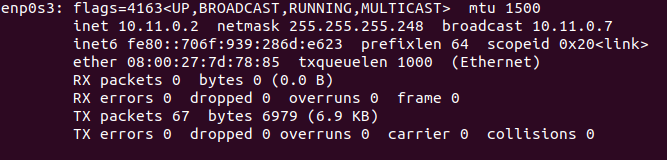 enp0s3: flags=4163<UP,BROADCAST,RUNNING,MULTICAST>  mtu 1500
        inet 10.11.0.2  netmask 255.255.255.248  broadcast 10.11.0.7
        inet6 fe80::706f:939:286d:e623  prefixlen 64  scopeid 0x20<link>
        ether 08:00:27:7d:78:85  txqueuelen 1000  (Ethernet)
        RX packets 0  bytes 0 (0.0 B)
        RX errors 0  dropped 0  overruns 0  frame 0
        TX packets 67  bytes 6979 (6.9 KB)
        TX errors 0  dropped 0 overruns 0  carrier 0  collisions 0